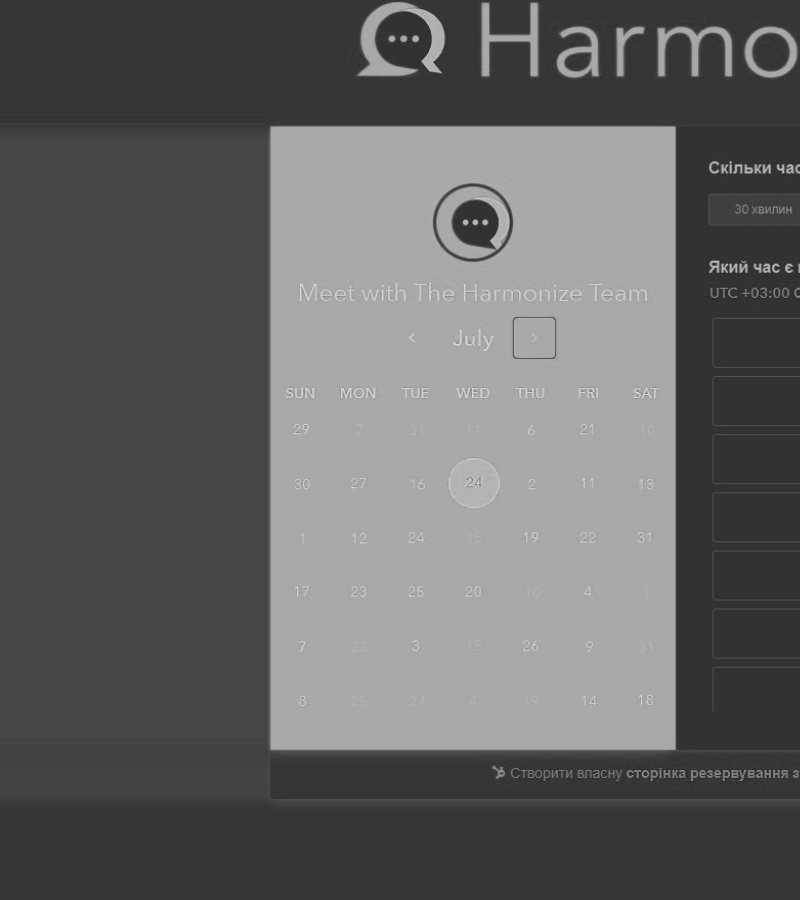 Harmo
Meet with The Harmonize Team
July
SUN MON TUE WED THU FRI SAT
29 2 31 11 6 21 10
30 27 16 24 2 11 13
1 12 24 15 19 22 31
17 23 25 20 10 4 1
7 22 3 15 26 9 31
8 25 24 4 19 14 18
Скільки час
30 хвилин
Який час є
UTC +03:00
Створити власну сторінка резервування з